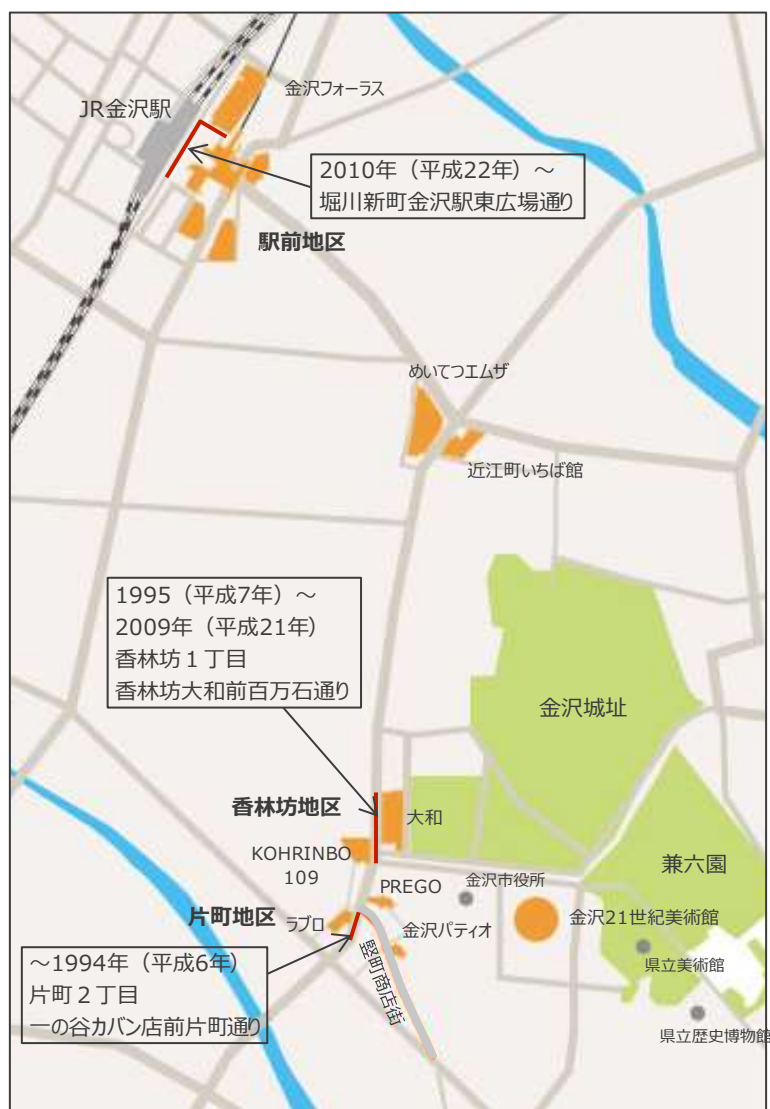 金沢フォーラス
JR金沢駅
2010年（平成22年）～
堀川新町金沢駅東広場通り
駅前地区
めいてつエムザ
近江町いちば館
1995（平成7年）～
2009年（平成21年）
香林坊１丁目
香林坊大和前百万石通り
金沢城址
香林坊地区
大和
KOHRINBO
109
兼六園
PREGO
金沢市役所
片町地区
ラブロ
金沢パティオ
金沢21世紀美術館
竪町商店街
県立美術館
～1994年（平成6年）
片町２丁目
一の谷カバン店前片町通り
県立歴史博物館